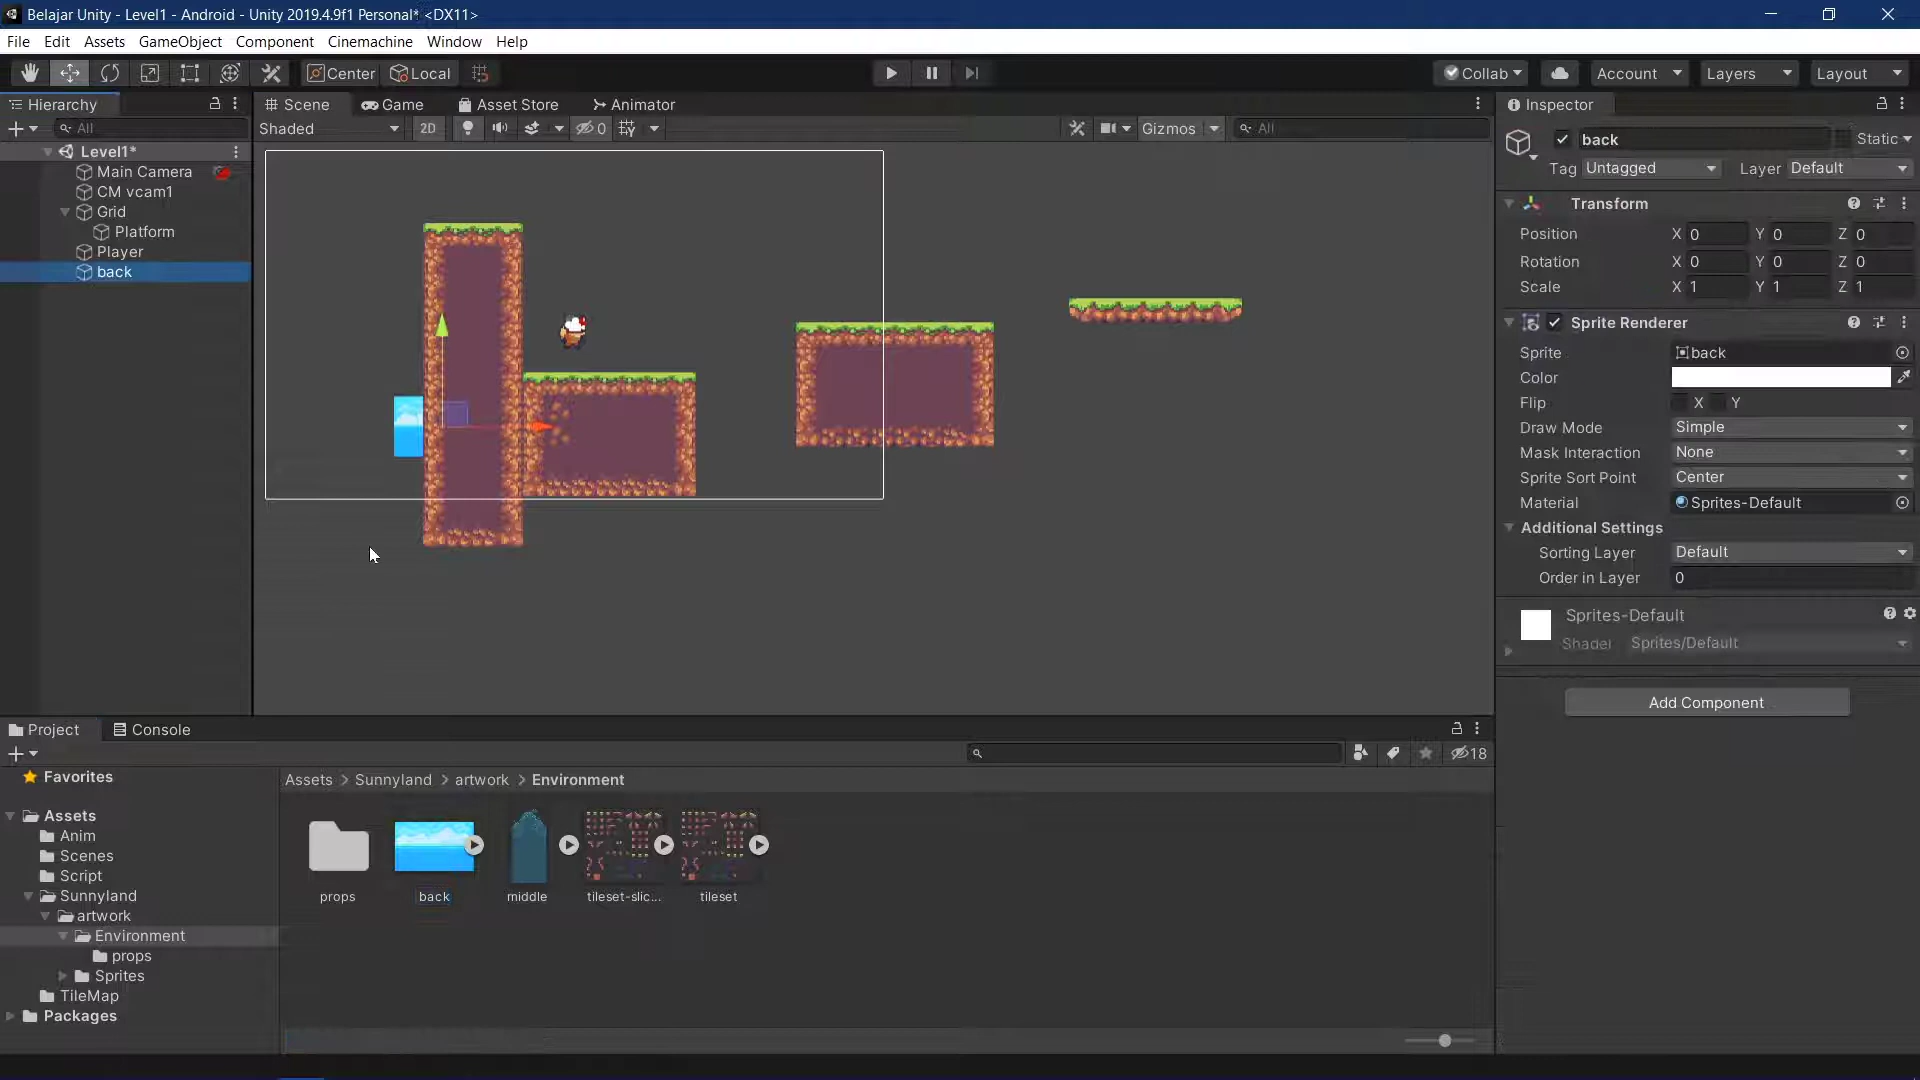 Belajar Unity - Level1 - Android - Unity 2019.4.9f1 Personal* <DX11>
File Edit Assets GameObject Component Cinemachine Window Help
Center Local Collab Account Layers Layout
Hierarchy Scene Game Asset Store Animator Inspector
All Shaded 2D 0 Gizmos All
back Static
Level1*
Tag Untagged Layer Default
Main Camera
CM vcam1
Grid
Platform
Player
back
Transform
Position X 0 Y 0 Z 0
Rotation X 0 Y 0 Z 0
Scale X 1 Y 1 Z 1
Sprite Renderer
Sprite back
Color
Flip X Y
Draw Mode Simple
Mask Interaction None
Sprite Sort Point Center
Material Sprites-Default
Additional Settings
Sorting Layer Default
Order in Layer 0
Sprites-Default
Shader Sprites/Default
Add Component
Project Console
18
Favorites
Assets > Sunnyland > artwork > Environment
Assets
Anim
Scenes
Script
Sunnyland
artwork
Environment
props
Sprites
TileMap
Packages
props back middle tileset-slic... tileset